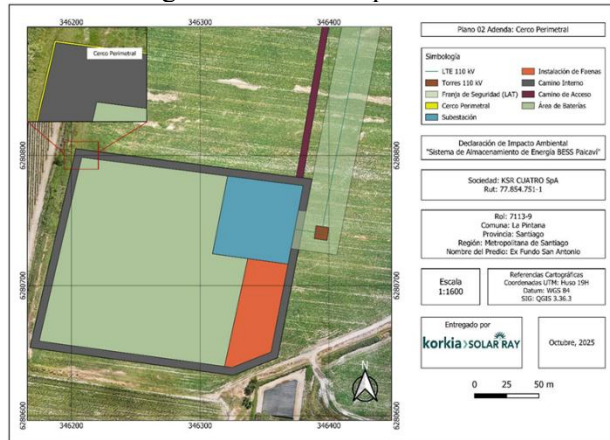 346200 346300 346400
Cerco Perimetral
6280800
6280700
6280600
6280800
6280700
6280600
N
346200 346300 346400
Plano 02 Adenda: Cerco Perimetral
Simbología
LTE 110 kV
Torres 110 kV
Franja de Seguridad (LAT)
Cerco Perimetral
Subestación
Instalación de Faenas
Camino Interno
Camino de Acceso
Área de Baterías
Declaración de Impacto Ambiental
"Sistema de Almacenamiento de Energía BESS Paicaví"
Sociedad: KSR CUATRO SpA
Rut: 77.854.751-1
Rol: 7113-9
Comuna: La Pintana
Provincia: Santiago
Región: Metropolitana de Santiago
Nombre del Predio: Ex Fundo San Antonio
Escala
1:1600
Referencias Cartográficas
Coordenadas UTM: Huso 19H
Datum: WGS 84
SIG: QGIS 3.36.3
Entregado por
korkia SOLAR RAY
Octubre, 2025
0 25 50 m